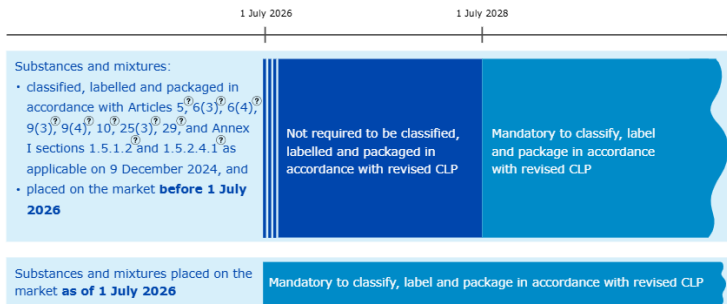 1 July 2026
1 July 2028
Substances and mixtures:
• classified, labelled and packaged in
accordance with Articles 5,? 6(3),? 6(4),?
9(3),? 9(4),? 10,? 25(3),? 29,? and Annex
I sections 1.5.1.2? and 1.5.2.4.1? as
applicable on 9 December 2024, and
• placed on the market before 1 July
2026
Not required to be classified,
labelled and packaged in
accordance with revised CLP
Mandatory to classify, label
and package in accordance
with revised CLP
Substances and mixtures placed on the
market as of 1 July 2026
Mandatory to classify, label and package in accordance with revised CLP